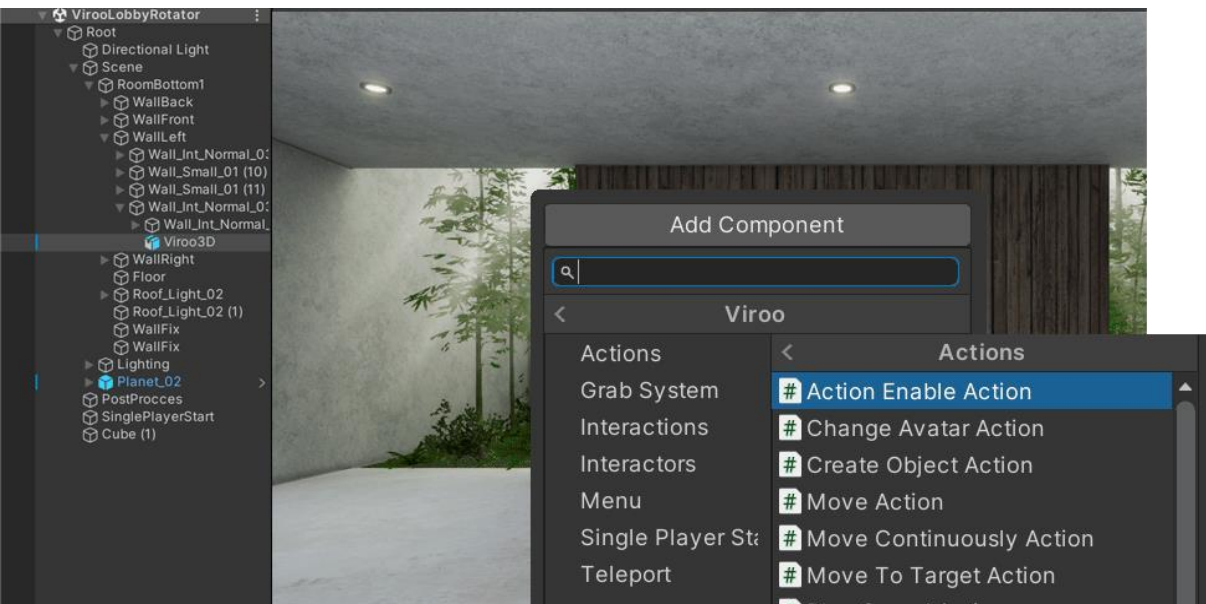 VirooLobbyRotator
Root
Directional Light
Scene
RoomBottom1
WallBack
WallFront
WallLeft
Wall_Int_Normal_03
Wall_Small_01 (10)
Wall_Small_01 (11)
Wall_Int_Normal_03
Wall_Int_Normal_
Viroo3D
WallRight
Floor
Roof_Light_02
Roof_Light_02 (1)
WallFix
WallFix
Lighting
Planet_02
PostProcces
SinglePlayerStart
Cube (1)
Add Component
Viroo
Actions
Grab System
Interactions
Interactors
Menu
Single Player Sta
Teleport
Actions
# Action Enable Action
# Change Avatar Action
# Create Object Action
# Move Action
# Move Continuously Action
# Move To Target Action